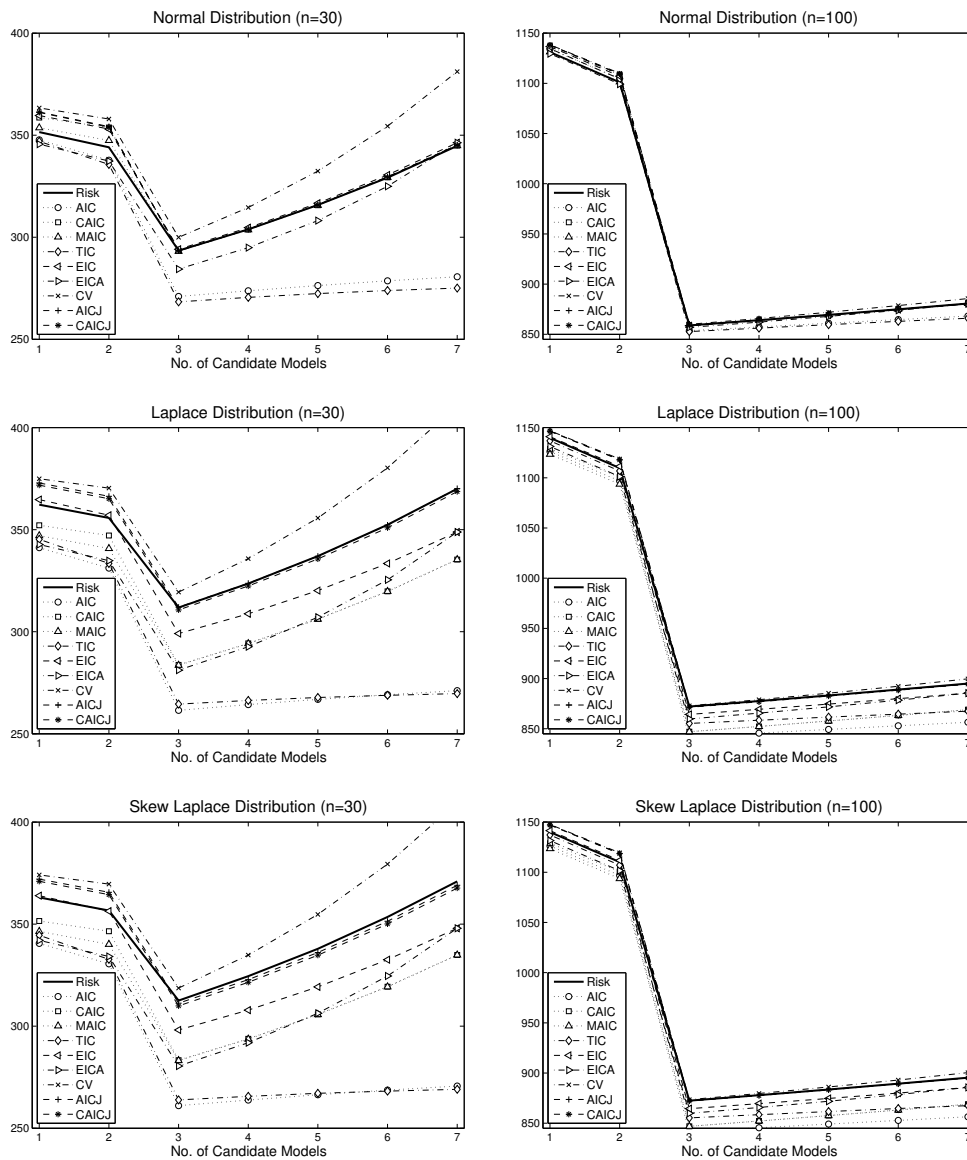 Normal Distribution (n=30)
400
350
300
250
1 2 3 4 5 6 7
No. of Candidate Models
Risk
AIC
CAIC
MAIC
TIC
EIC
EICA
CV
AICJ
CAICJ
Normal Distribution (n=100)
1150
1100
1050
1000
950
900
850
1 2 3 4 5 6 7
No. of Candidate Models
Risk
AIC
CAIC
MAIC
TIC
EIC
EICA
CV
AICJ
CAICJ
Laplace Distribution (n=30)
400
350
300
250
1 2 3 4 5 6 7
No. of Candidate Models
Risk
AIC
CAIC
MAIC
TIC
EIC
EICA
CV
AICJ
CAICJ
Laplace Distribution (n=100)
1150
1100
1050
1000
950
900
850
1 2 3 4 5 6 7
No. of Candidate Models
Risk
AIC
CAIC
MAIC
TIC
EIC
EICA
CV
AICJ
CAICJ
Skew Laplace Distribution (n=30)
400
350
300
250
1 2 3 4 5 6 7
No. of Candidate Models
Risk
AIC
CAIC
MAIC
TIC
EIC
EICA
CV
AICJ
CAICJ
Skew Laplace Distribution (n=100)
1150
1100
1050
1000
950
900
850
1 2 3 4 5 6 7
No. of Candidate Models
Risk
AIC
CAIC
MAIC
TIC
EIC
EICA
CV
AICJ
CAICJ